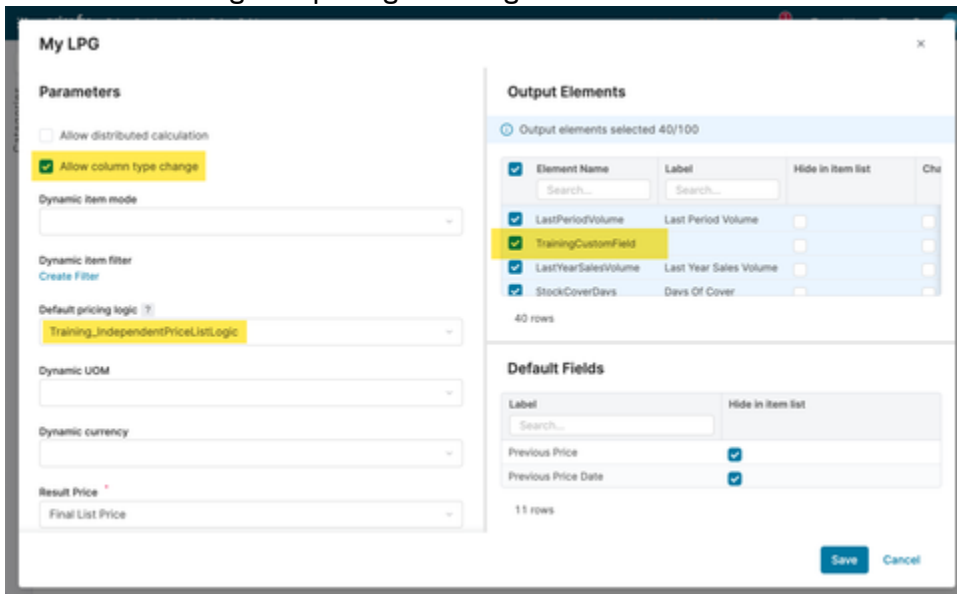 My LPG
Parameters
Allow distributed calculation
Allow column type change
Dynamic item mode
Dynamic item filter
Create Filter
Default pricing logic ?
Training_IndependentPriceListLogic
Dynamic UOM
Dynamic currency
Result Price *
Final List Price
Output Elements
Output elements selected 40/100
Element Name Label Hide in item list Cha
Search... Search...
LastPeriodVolume Last Period Volume
TrainingCustomField
LastYearSalesVolume Last Year Sales Volume
StockCoverDays Days Of Cover
40 rows
Default Fields
Label Hide in item list
Search...
Previous Price
Previous Price Date
11 rows
Save Cancel